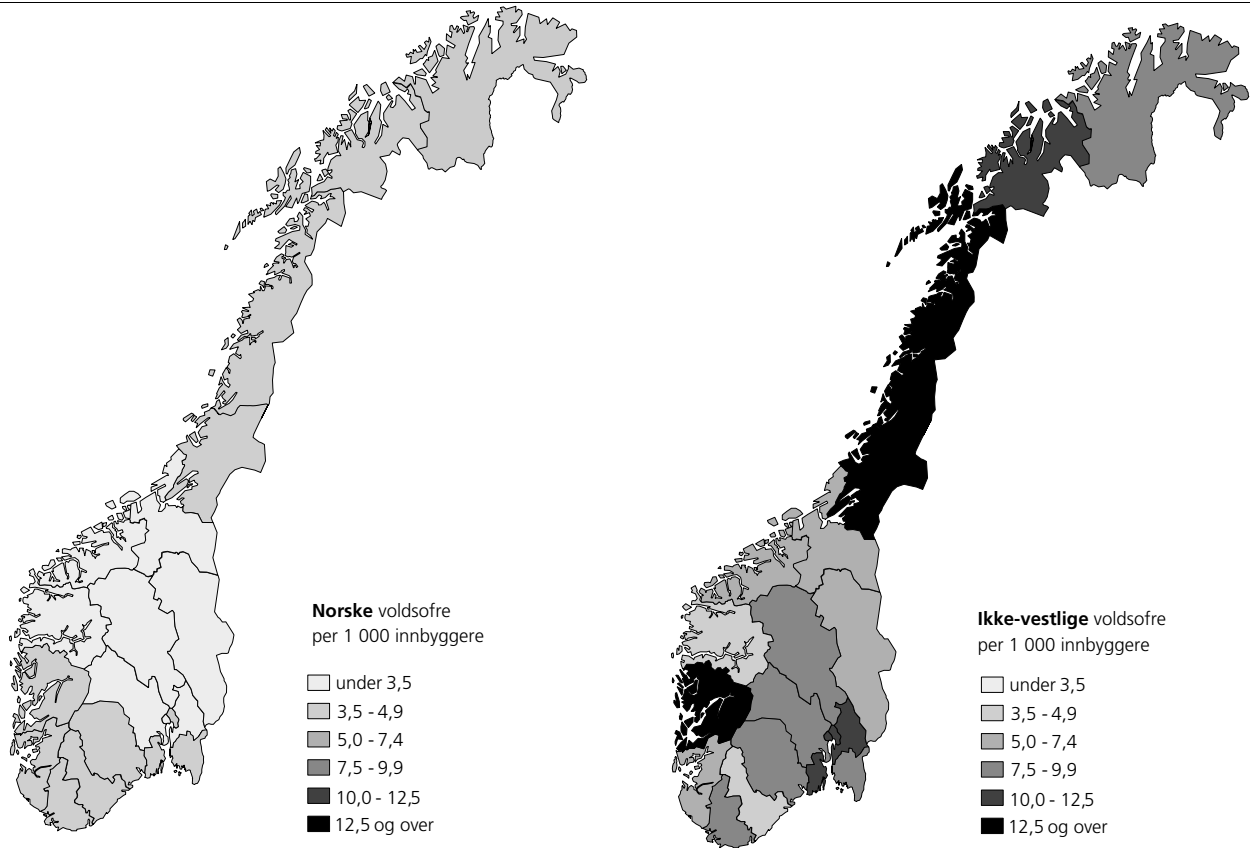 Norske voldsofre
per 1 000 innbyggere
under 3,5
3,5 - 4,9
5,0 - 7,4
7,5 - 9,9
10,0 - 12,5
12,5 og over
Ikke-vestlige voldsofre
per 1 000 innbyggere
under 3,5
3,5 - 4,9
5,0 - 7,4
7,5 - 9,9
10,0 - 12,5
12,5 og over